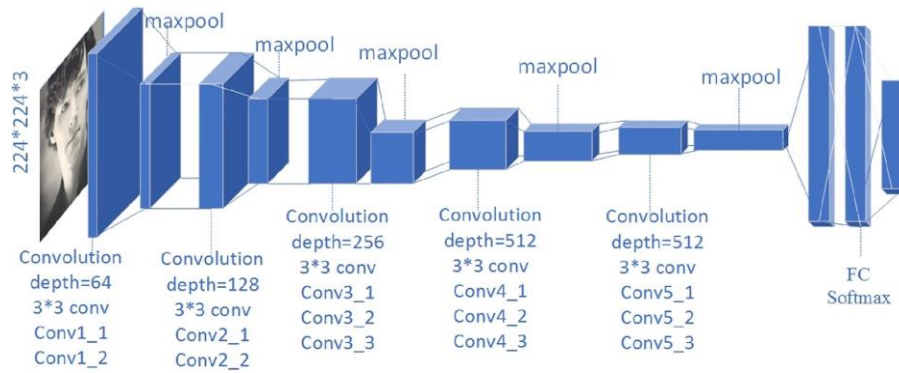 maxpool
maxpool
maxpool
maxpool
maxpool
224*224*3
Convolution
depth=64
3*3 conv
Conv1_1
Conv1_2
Convolution
depth=128
3*3 conv
Conv2_1
Conv2_2
Convolution
depth=256
3*3 conv
Conv3_1
Conv3_2
Conv3_3
Convolution
depth=512
3*3 conv
Conv4_1
Conv4_2
Conv4_3
Convolution
depth=512
3*3 conv
Conv5_1
Conv5_2
Conv5_3
FC
Softmax